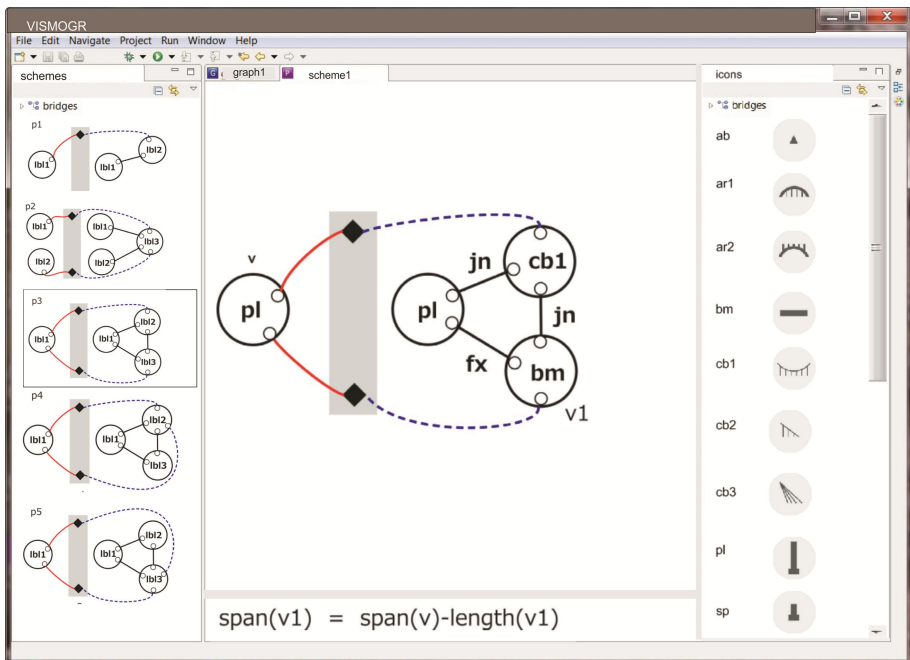 VISMOGR
File Edit Navigate Project Run Window Help
schemes
G graph1 P scheme1
icons
bridges
p1
lbl1 lbl1 lbl2
p2
lbl1 lbl1 lbl3
lbl2 lbl2
p3
lbl1 lbl1 lbl2
lbl3
p4
lbl1 lbl1 lbl2
lbl3
p5
lbl1 lbl1 lbl2
lbl3
v
pl
pl
jn
cb1
jn
fx
bm
v1
span(v1) = span(v)-length(v1)
bridges
ab
ar1
ar2
bm
cb1
cb2
cb3
pl
sp